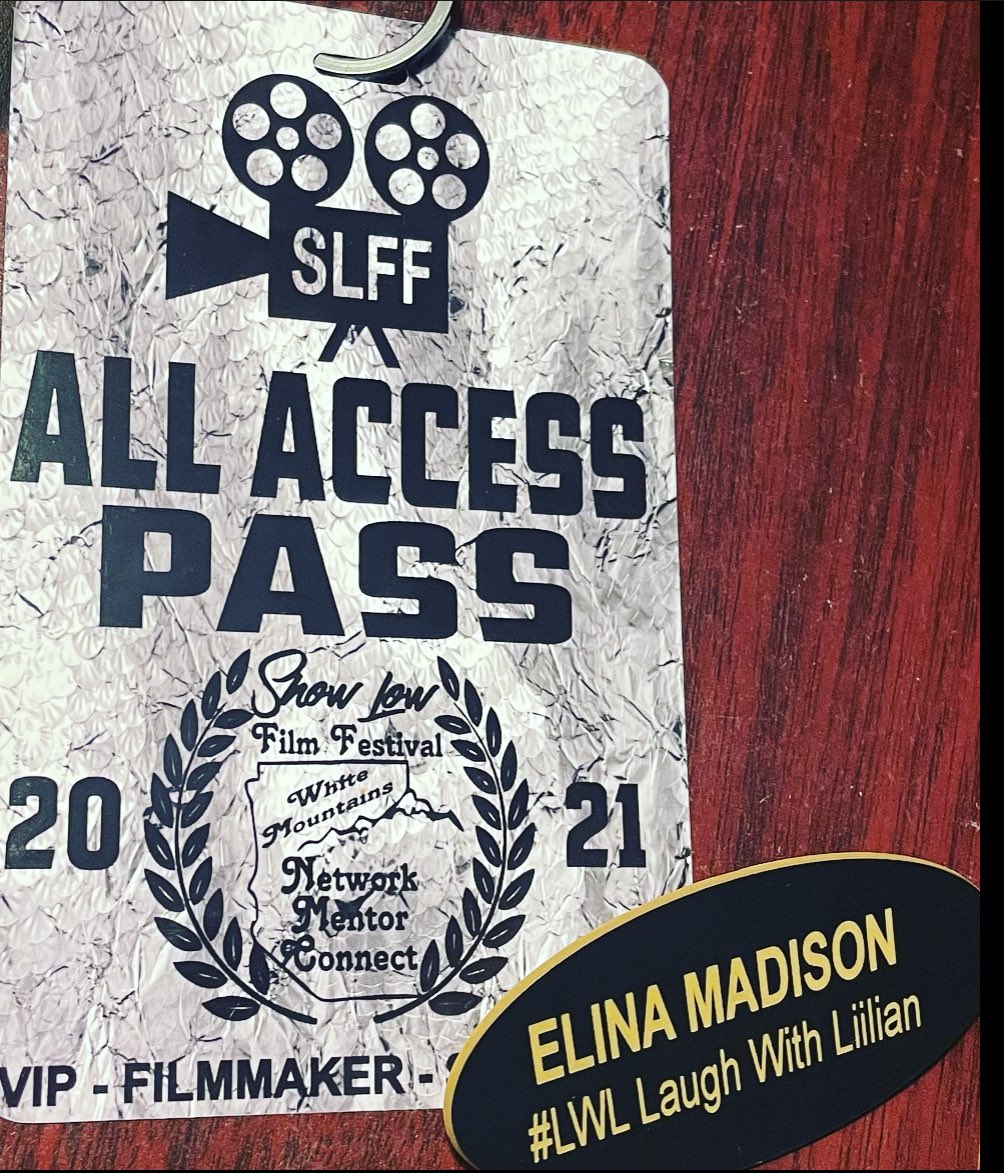 SLFF
ALL ACCESS
PASS
Show Low
Film Festival
White
Mountains
20 21
Network
Mentor
Connect
VIP - FILMMAKER -
ELINA MADISON
#LWL Laugh With Liilian